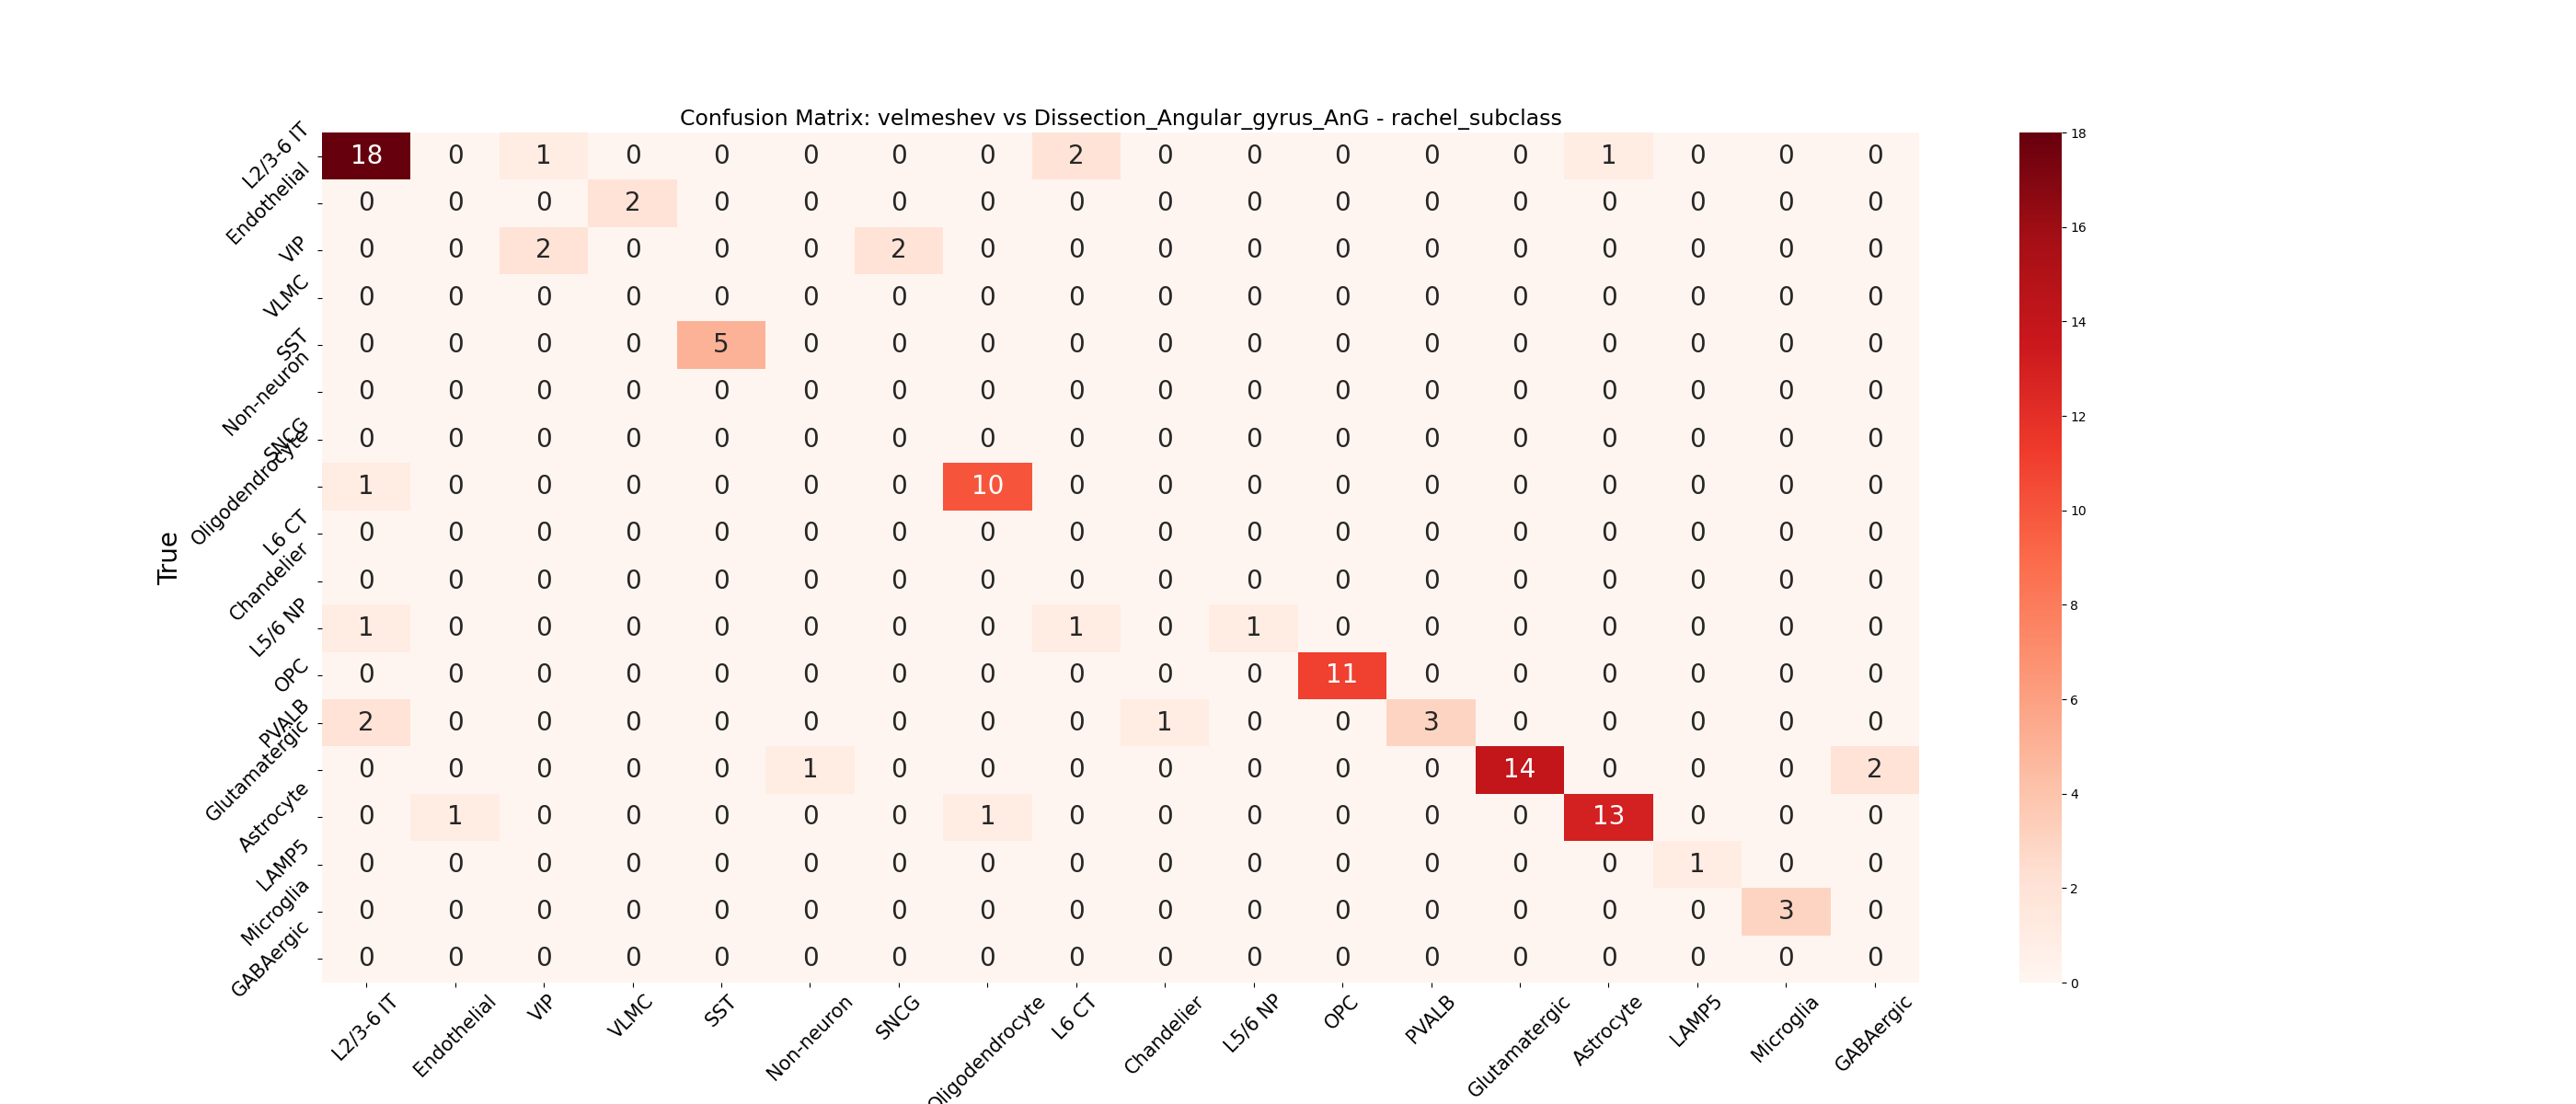 Confusion Matrix: velmeshev vs Dissection_Angular_gyrus_AnG - rachel_subclass
True
L2/3-6 IT 18 0 1 0 0 0 0 0 2 0 0 0 0 0 1 0 0 0
Endothelial 0 0 0 2 0 0 0 0 0 0 0 0 0 0 0 0 0 0
VIP 0 0 2 0 0 0 2 0 0 0 0 0 0 0 0 0 0 0
VLMC 0 0 0 0 0 0 0 0 0 0 0 0 0 0 0 0 0 0
SST 0 0 0 0 5 0 0 0 0 0 0 0 0 0 0 0 0 0
Non-neuron 0 0 0 0 0 0 0 0 0 0 0 0 0 0 0 0 0 0
SNCG 0 0 0 0 0 0 0 0 0 0 0 0 0 0 0 0 0 0
Oligodendrocyte 1 0 0 0 0 0 0 10 0 0 0 0 0 0 0 0 0 0
L6 CT 0 0 0 0 0 0 0 0 0 0 0 0 0 0 0 0 0 0
Chandelier 0 0 0 0 0 0 0 0 0 0 0 0 0 0 0 0 0 0
L5/6 NP 1 0 0 0 0 0 0 0 1 0 1 0 0 0 0 0 0 0
OPC 0 0 0 0 0 0 0 0 0 0 0 11 0 0 0 0 0 0
PVALB 2 0 0 0 0 0 0 0 0 1 0 0 3 0 0 0 0 0
Glutamatergic 0 0 0 0 0 1 0 0 0 0 0 0 0 14 0 0 0 2
Astrocyte 0 1 0 0 0 0 0 1 0 0 0 0 0 0 13 0 0 0
LAMP5 0 0 0 0 0 0 0 0 0 0 0 0 0 0 0 1 0 0
Microglia 0 0 0 0 0 0 0 0 0 0 0 0 0 0 0 0 3 0
GABAergic 0 0 0 0 0 0 0 0 0 0 0 0 0 0 0 0 0 0
L2/3-6 IT Endothelial VIP VLMC SST Non-neuron SNCG Oligodendrocyte L6 CT Chandelier L5/6 NP OPC PVALB Glutamatergic Astrocyte LAMP5 Microglia GABAergic
18
16
14
12
10
8
6
4
2
0